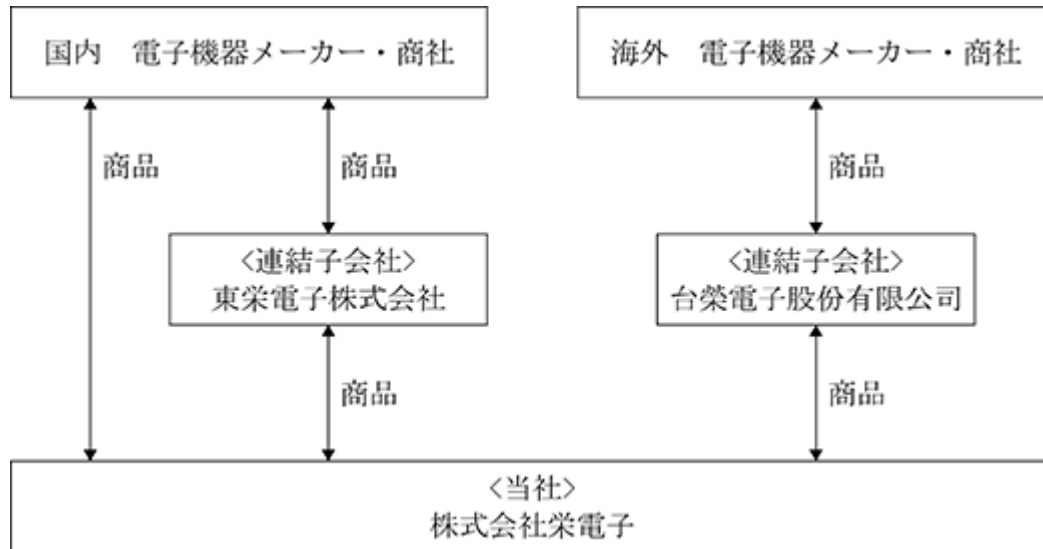 国内　電子機器メーカー・商社
海外　電子機器メーカー・商社
商品
商品
商品
<連結子会社>
東栄電子株式会社
<連結子会社>
台榮電子股份有限公司
商品
商品
<当社>
株式会社栄電子